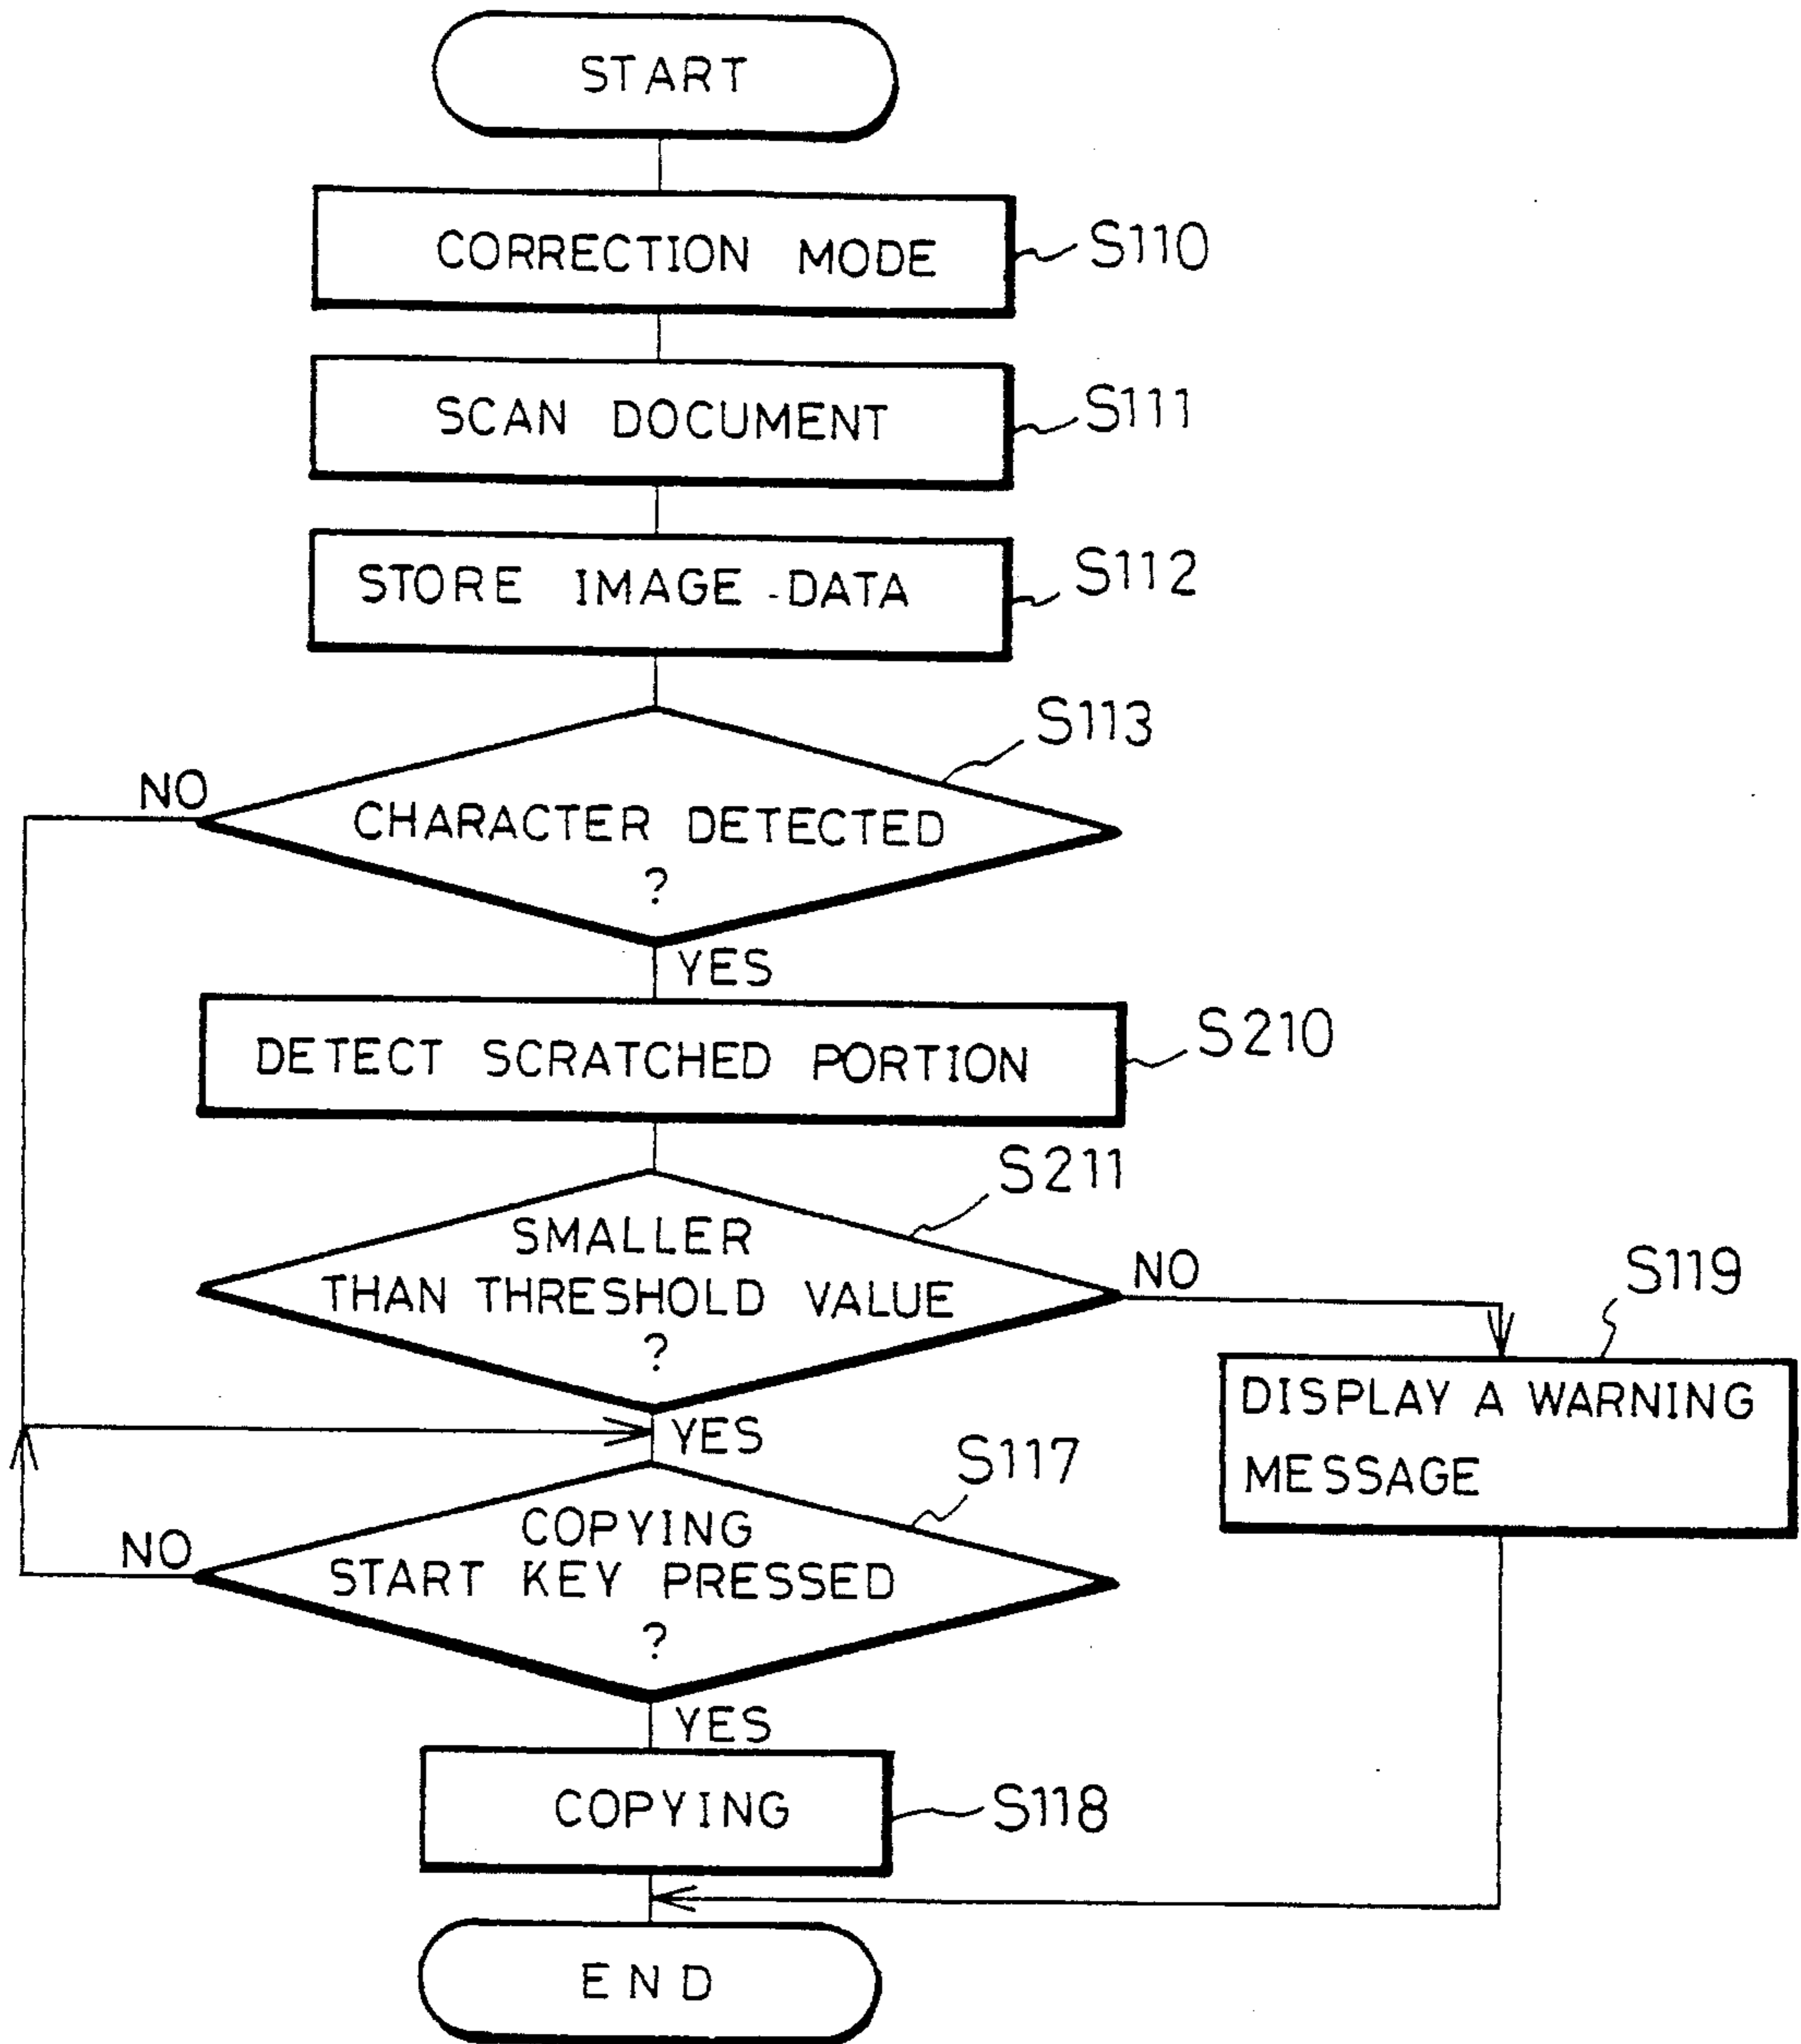 START
CORRECTION MODE
S110
SCAN DOCUMENT
S111
STORE IMAGE DATA
S112
S113
NO
CHARACTER DETECTED
?
YES
DETECT SCRATCHED PORTION
S210
S211
SMALLER
THAN THRESHOLD VALUE
?
NO
S119
DISPLAY A WARNING
MESSAGE
YES
S117
COPYING
START KEY PRESSED
?
NO
YES
COPYING
S118
END